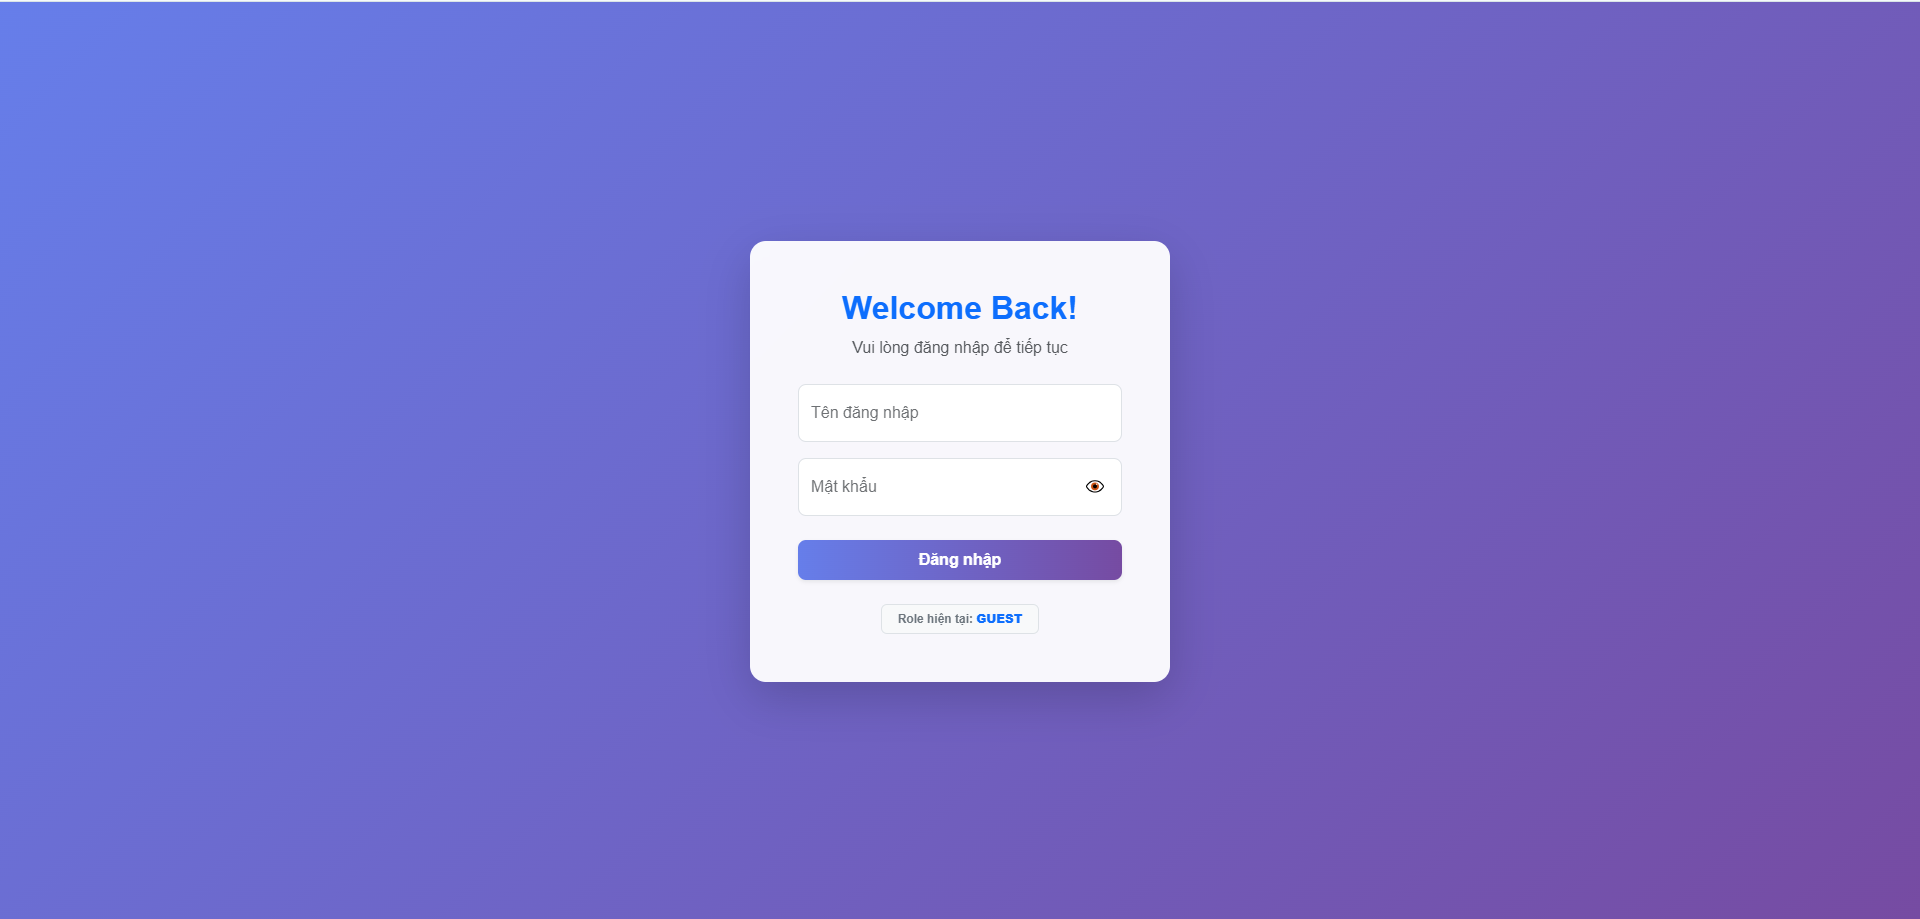 Welcome Back!
Vui lòng đăng nhập để tiếp tục
Tên đăng nhập
Mật khẩu
Đăng nhập
Role hiện tại: GUEST